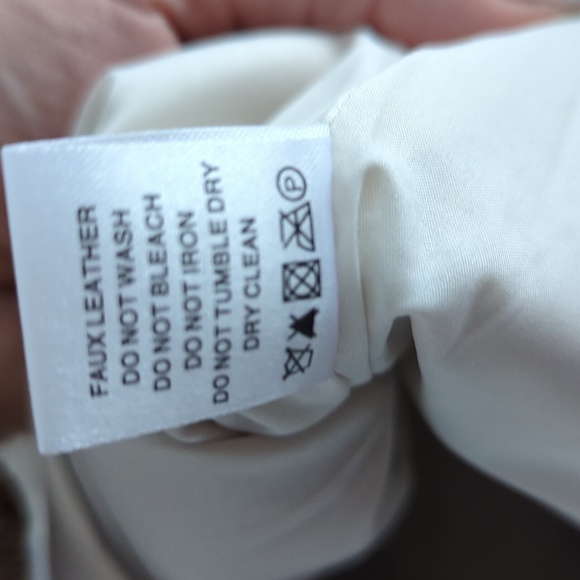 FAUX LEATHER
DO NOT WASH
DO NOT BLEACH
DO NOT IRON
DO NOT TUMBLE DRY
DRY CLEAN
P